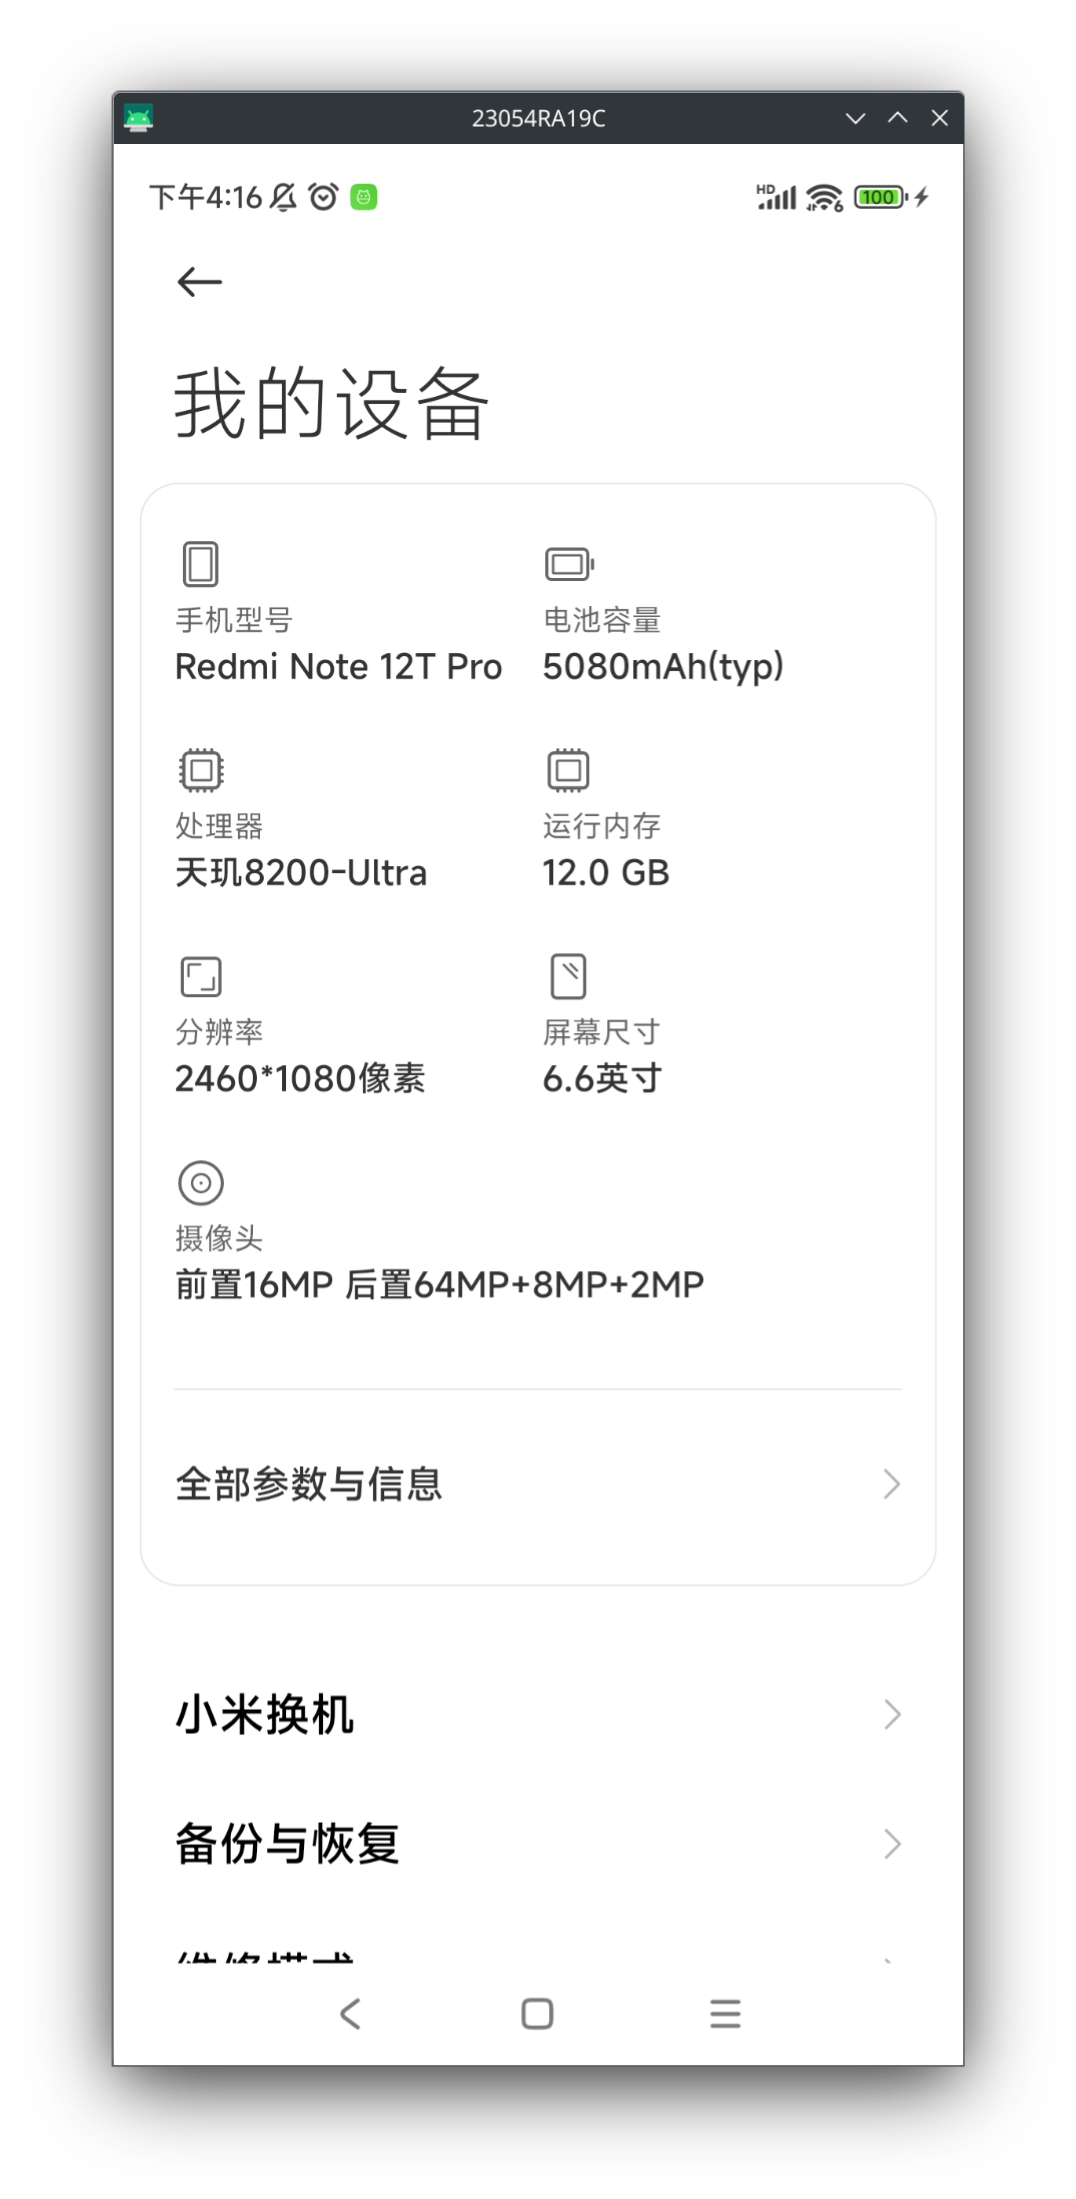 23054RA19C
下午4:16
HD 6 100
我的设备
手机型号
Redmi Note 12T Pro
电池容量
5080mAh(typ)
处理器
天玑8200-Ultra
运行内存
12.0 GB
分辨率
2460*1080像素
屏幕尺寸
6.6英寸
摄像头
前置16MP 后置64MP+8MP+2MP
全部参数与信息
小米换机
备份与恢复